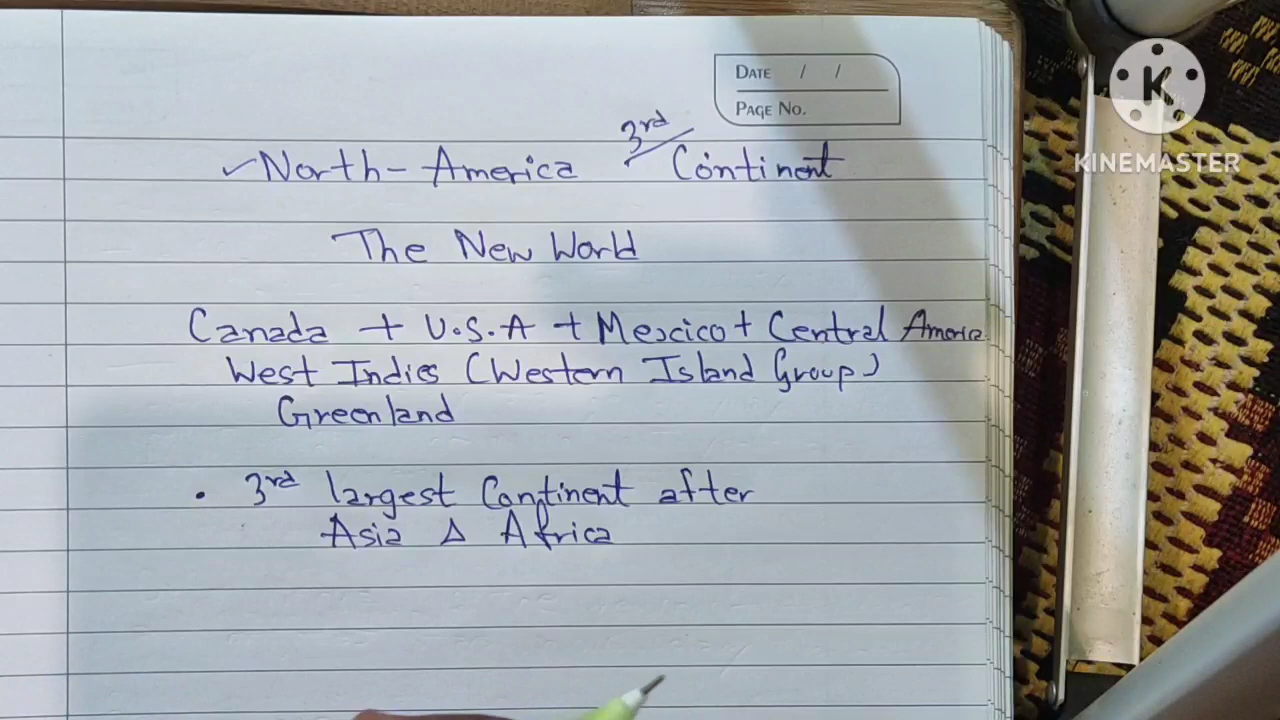 DATE / /
PAGE No.
K
KINEMASTER
3rd
North-America Continent
The New World
Canada + U.S.A + Mexico + Central America
West Indies (Western Island Group)
Greenland
• 3rd largest Continent after
Asia & Africa